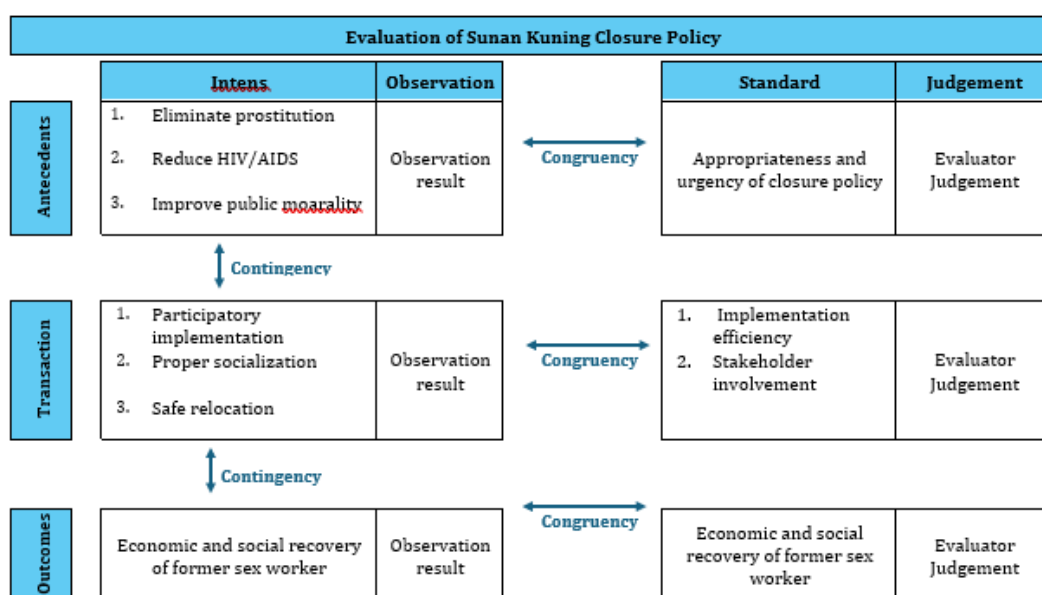 Evaluation of Sunan Kuning Closure Policy
Intens
Observation
Standard
Judgement
Antecedents
1. Eliminate prostitution
2. Reduce HIV/AIDS
3. Improve public moarality
Observation
result
Congruency
Appropriateness and
urgency of closure policy
Evaluator
Judgement
Contingency
Transaction
1. Participatory
implementation
2. Proper socialization
3. Safe relocation
Observation
result
Congruency
1. Implementation
efficiency
2. Stakeholder
involvement
Evaluator
Judgement
Contingency
Outcomes
Economic and social recovery
of former sex worker
Observation
result
Congruency
Economic and social
recovery of former sex
worker
Evaluator
Judgement